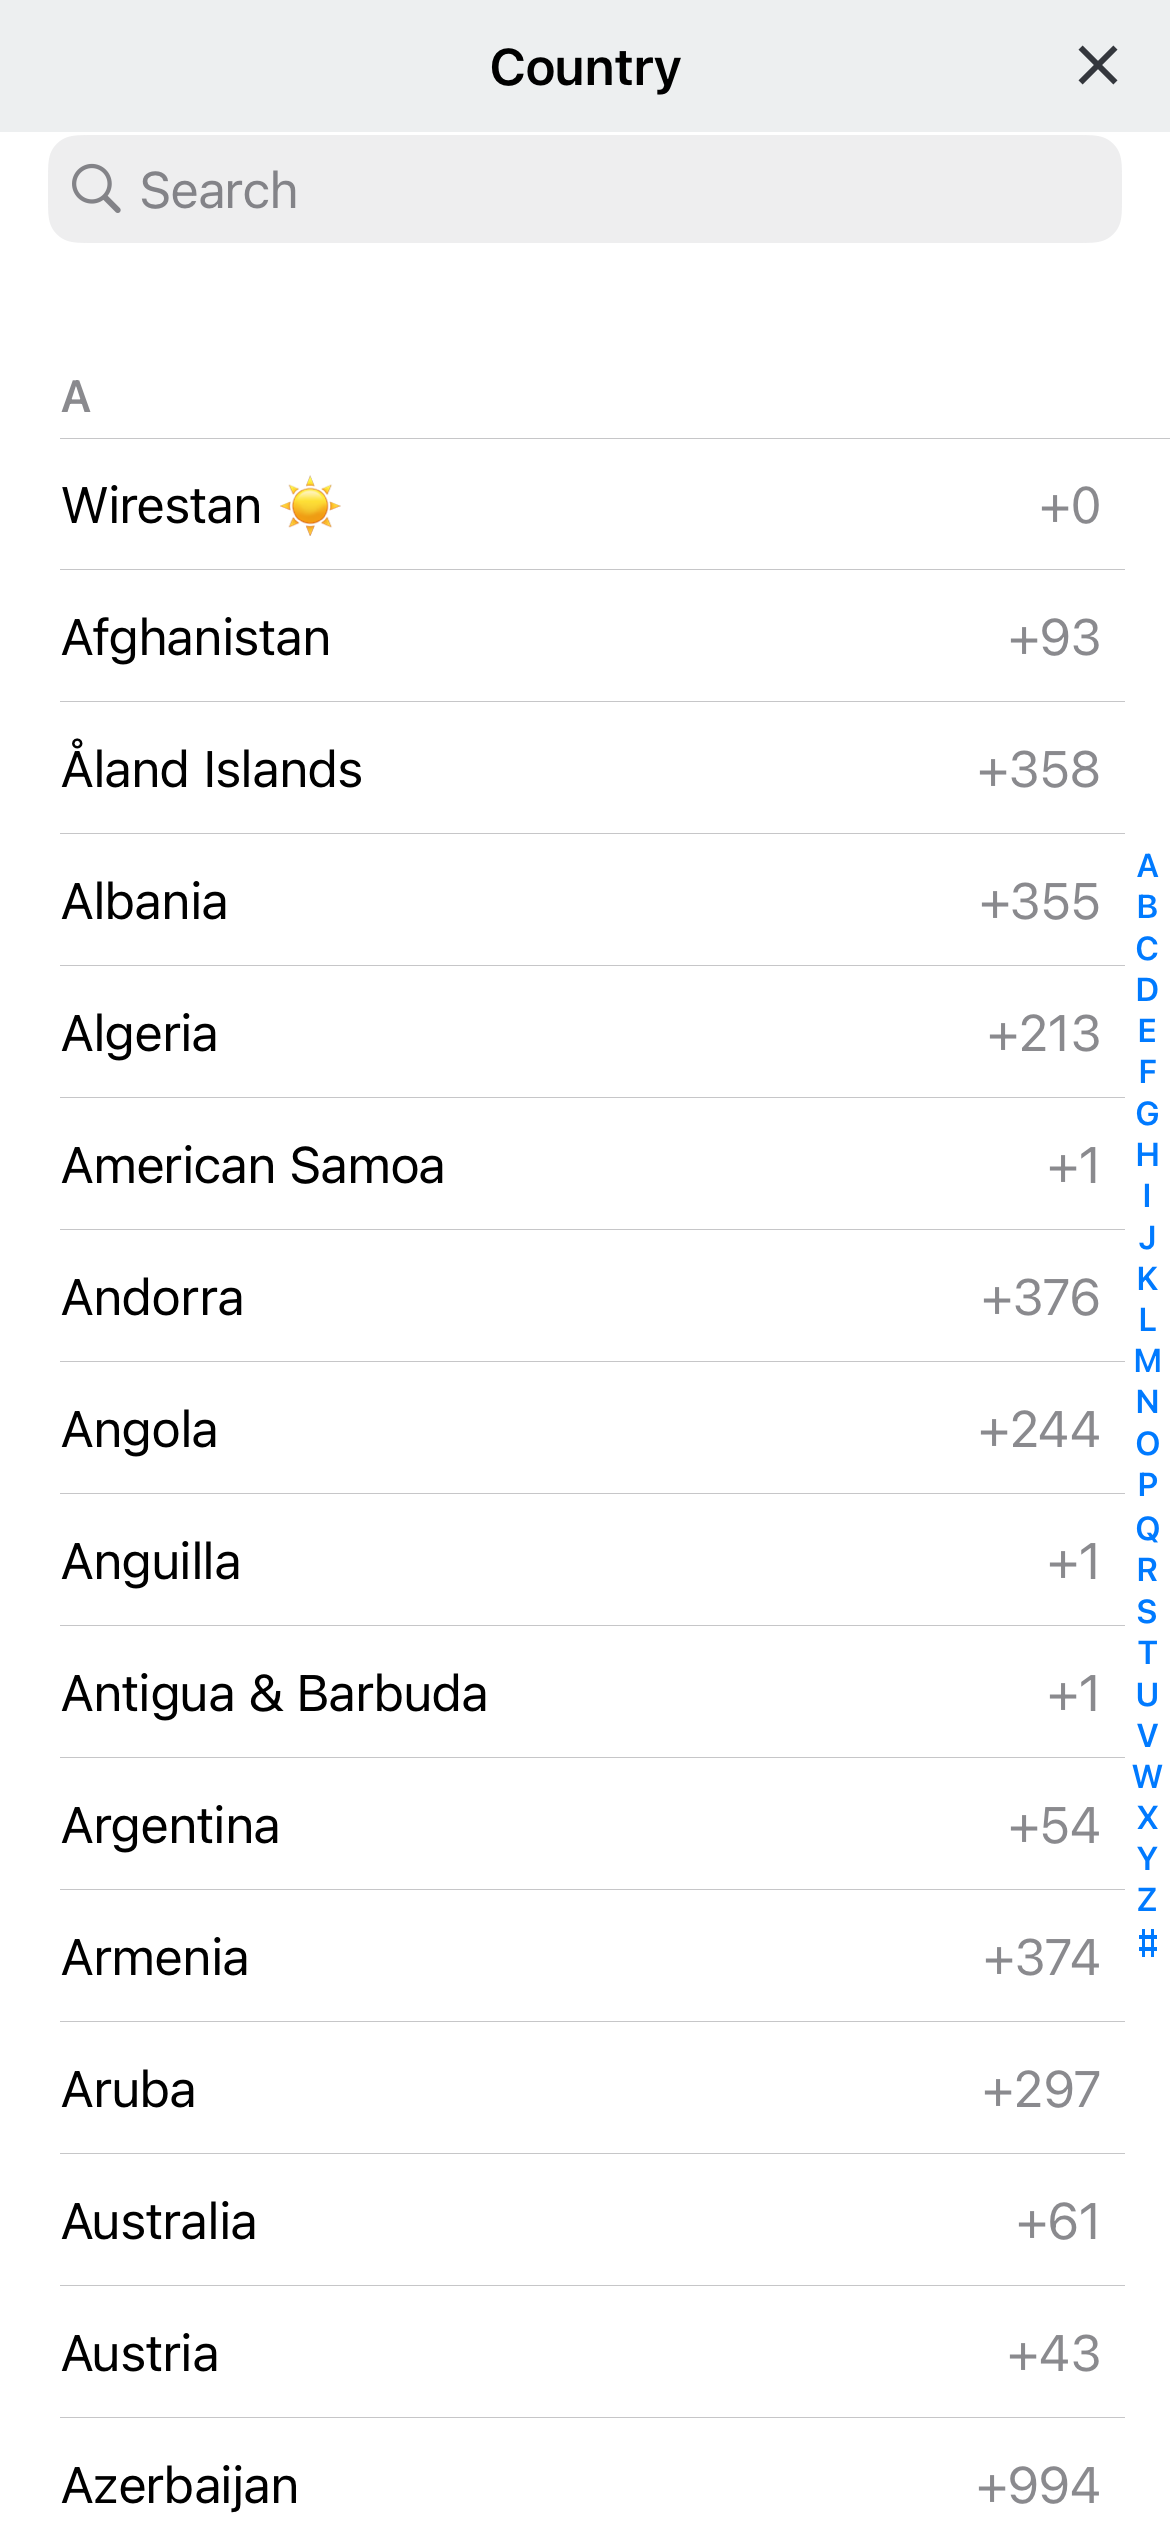 Country
Search
A
Wirestan ☀️ +0
Afghanistan +93
Åland Islands +358
Albania +355
Algeria +213
American Samoa +1
Andorra +376
Angola +244
Anguilla +1
Antigua & Barbuda +1
Argentina +54
Armenia +374
Aruba +297
Australia +61
Austria +43
Azerbaijan +994
A
B
C
D
E
F
G
H
I
J
K
L
M
N
O
P
Q
R
S
T
U
V
W
X
Y
Z
#